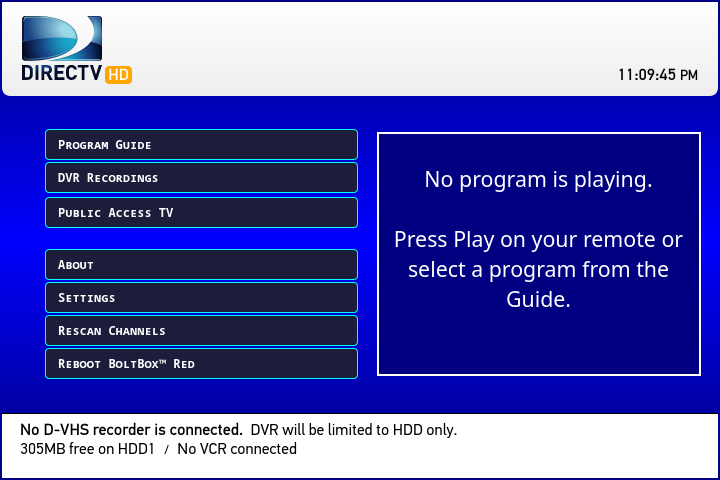 DIRECTV HD
11:09:45 PM
Program Guide
DVR Recordings
Public Access TV
About
Settings
Rescan Channels
Reboot BoltBox™ Red
No program is playing.
Press Play on your remote or
select a program from the
Guide.
No D-VHS recorder is connected. DVR will be limited to HDD only.
305MB free on HDD1 / No VCR connected